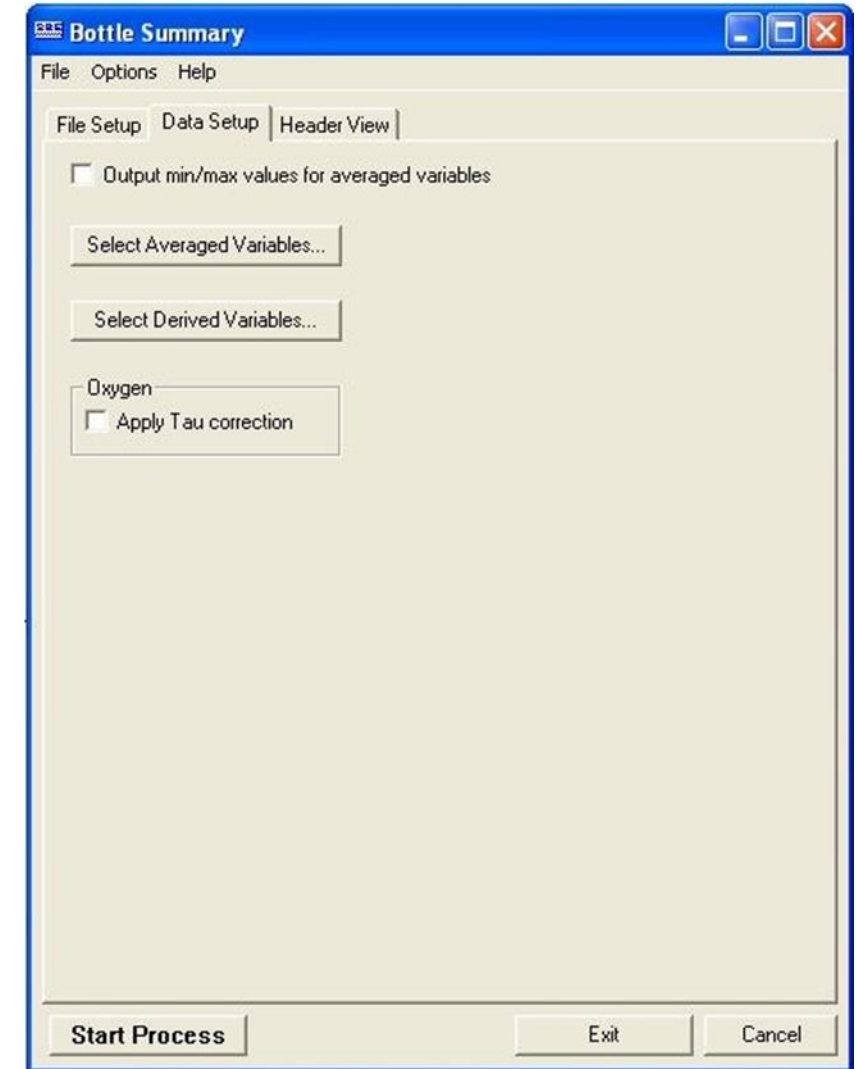 SBE Bottle Summary
File Options Help
File Setup Data Setup Header View
Output min/max values for averaged variables
Select Averaged Variables...
Select Derived Variables...
Oxygen
Apply Tau correction
Start Process Exit Cancel